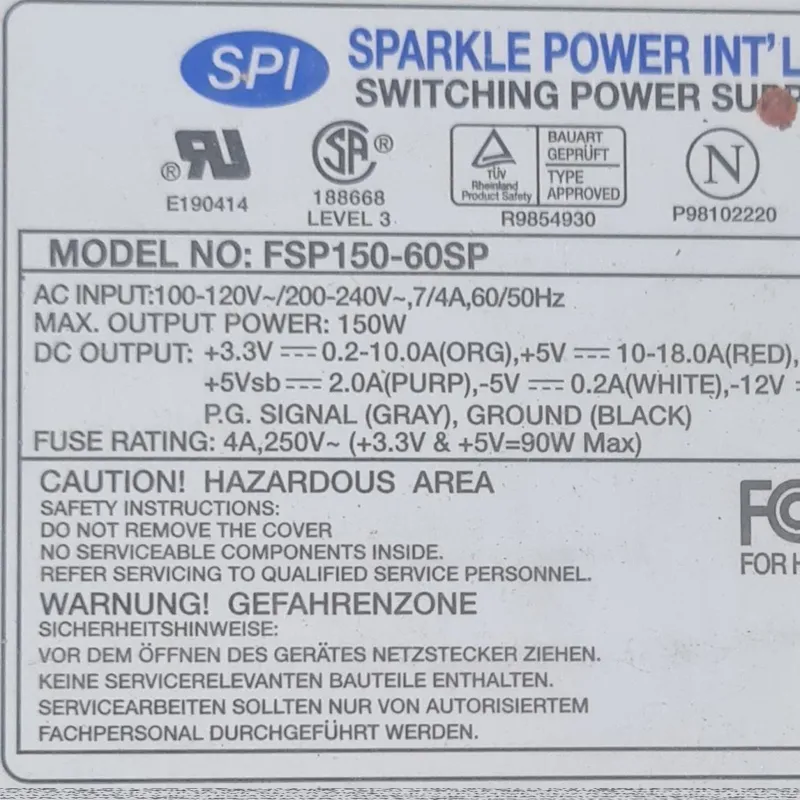 SPI SPARKLE POWER INT'L
SWITCHING POWER
® UR
E190414
SA ®
188668
LEVEL 3
TÜV
Rheinland
Product Safety
BAUART
GEPRÜFT
TYPE
APPROVED
R9854930
N
P98102220
MODEL NO: FSP150-60SP
AC INPUT:100-120V~/200-240V~,7/4A,60/50Hz
MAX. OUTPUT POWER: 150W
DC OUTPUT: +3.3V ⎓ 0.2-10.0A(ORG),+5V ⎓ 10-18.0A(RED),
+5Vsb ⎓ 2.0A(PURP),-5V ⎓ 0.2A(WHITE),-12V
P.G. SIGNAL (GRAY), GROUND (BLACK)
FUSE RATING: 4A,250V~ (+3.3V & +5V=90W Max)
CAUTION! HAZARDOUS AREA
SAFETY INSTRUCTIONS:
DO NOT REMOVE THE COVER
NO SERVICEABLE COMPONENTS INSIDE.
REFER SERVICING TO QUALIFIED SERVICE PERSONNEL.
WARNUNG! GEFAHRENZONE
SICHERHEITSHINWEISE:
VOR DEM ÖFFNEN DES GERÄTES NETZSTECKER ZIEHEN.
KEINE SERVICERELEVANTEN BAUTEILE ENTHALTEN.
SERVICEARBEITEN SOLLTEN NUR VON AUTORISIERTEM
FACHPERSONAL DURCHGEFÜHRT WERDEN.
FC
FOR